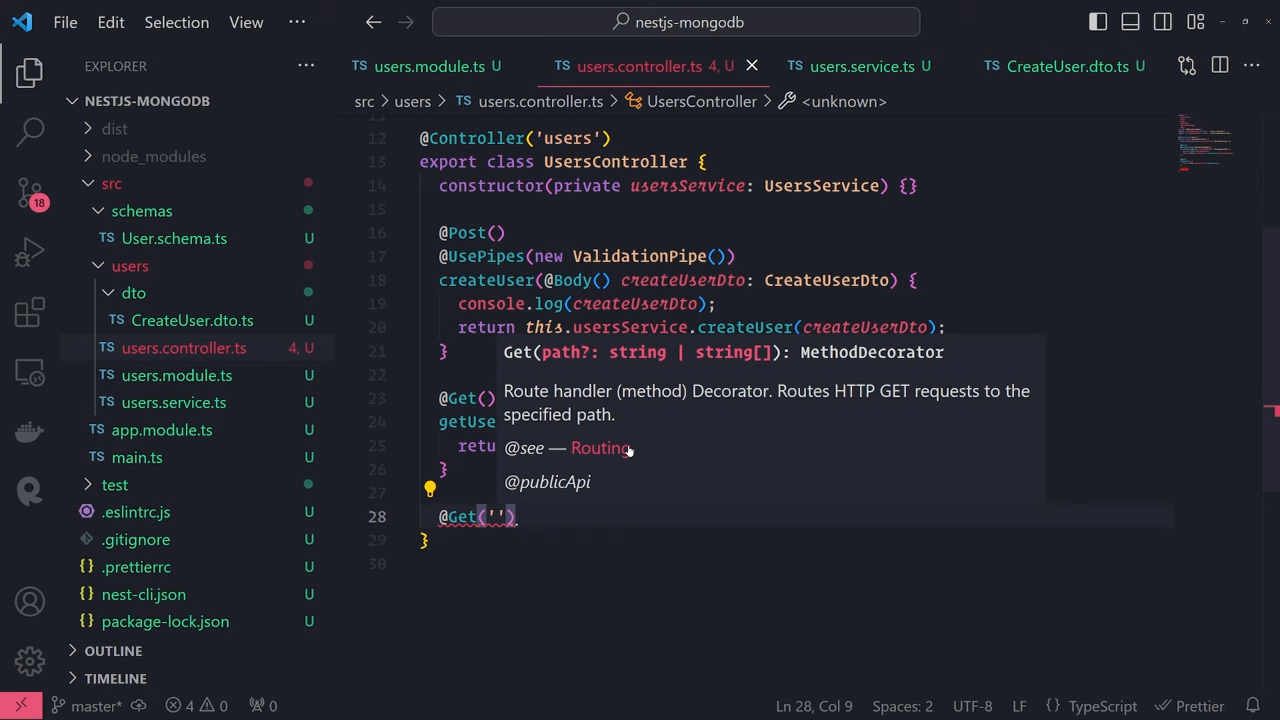 File Edit Selection View ··· nestjs-mongodb
EXPLORER ···
TS users.module.ts U TS users.controller.ts 4, U TS users.service.ts U TS CreateUser.dto.ts U ···
src > users > TS users.controller.ts > UsersController > <unknown>
NESTJS-MONGODB
dist
node_modules
src
schemas
TS User.schema.ts U
users
dto
TS CreateUser.dto.ts U
TS users.controller.ts 4, U
TS users.module.ts U
TS users.service.ts U
TS app.module.ts U
TS main.ts U
test
.eslintrc.js U
.gitignore U
{} .prettierrc U
{} nest-cli.json U
{} package-lock.json U
OUTLINE
TIMELINE
18
11
12 @Controller('users')
13 export class UsersController {
14 constructor(private usersService: UsersService) {}
15
16 @Post()
17 @UsePipes(new ValidationPipe())
18 createUser(@Body() createUserDto: CreateUserDto) {
19 console.log(createUserDto);
20 return this.usersService.createUser(createUserDto);
21 }
22
23 @Get()
24 getUse
25 retu
26 }
27
28 @Get('')
29 }
30
Get(path?: string | string[]): MethodDecorator
Route handler (method) Decorator. Routes HTTP GET requests to the
specified path.
@see — Routing
@publicApi
master* 4 0 0 Ln 28, Col 9 Spaces: 2 UTF-8 LF {} TypeScript Prettier